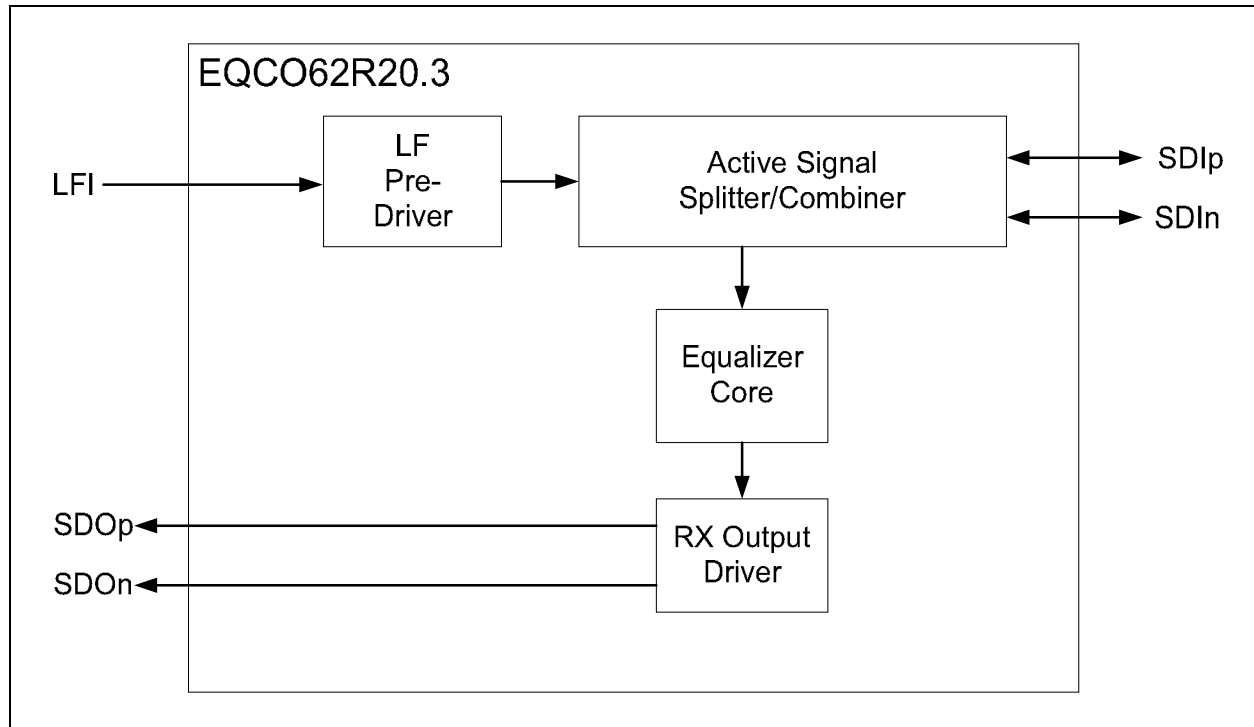 EQCO62R20.3
LFI
LF
Pre-
Driver
Active Signal
Splitter/Combiner
SDIp
SDIn
Equalizer
Core
SDOp
SDOn
RX Output
Driver